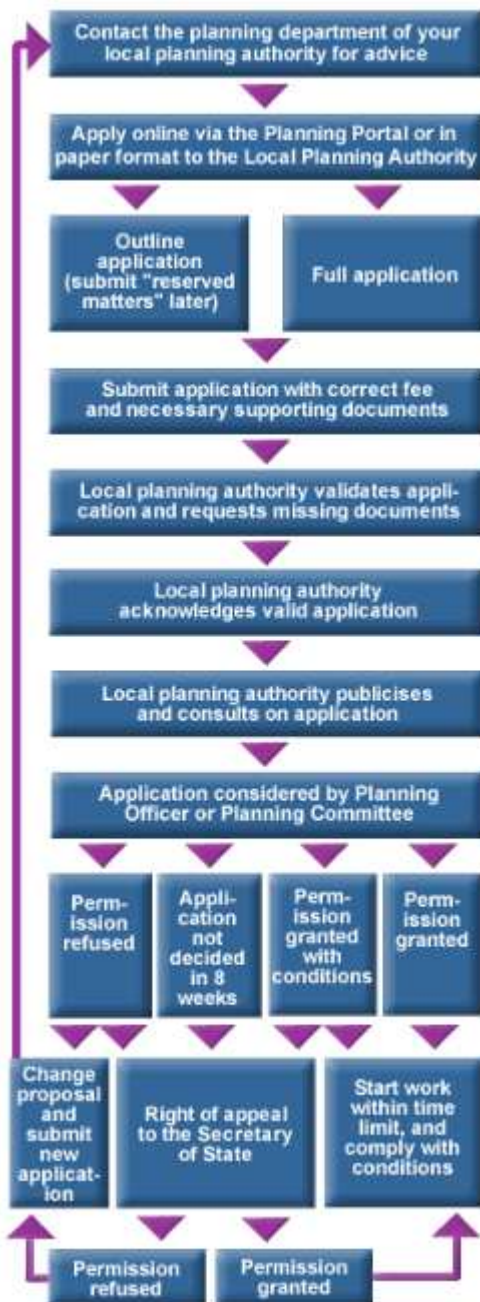 Contact the planning department of your
local planning authority for advice
Apply online via the Planning Portal or in
paper format to the Local Planning Authority
Outline
application
(submit "reserved
matters" later)
Full application
Submit application with correct fee
and necessary supporting documents
Local planning authority validates appli-
cation and requests missing documents
Local planning authority
acknowledges valid application
Local planning authority publicises
and consults on application
Application considered by Planning
Officer or Planning Committee
Perm-
ission
refused
Appl-
ication
not
decided
in 8
weeks
Perm-
ission
granted
with
conditions
Perm-
ission
granted
Change
proposal
and
submit
new
applicat-
ion
Right of appeal
to the Secretary
of State
Start work
within time
limit, and
comply with
conditions
Permission
refused
Permission
granted